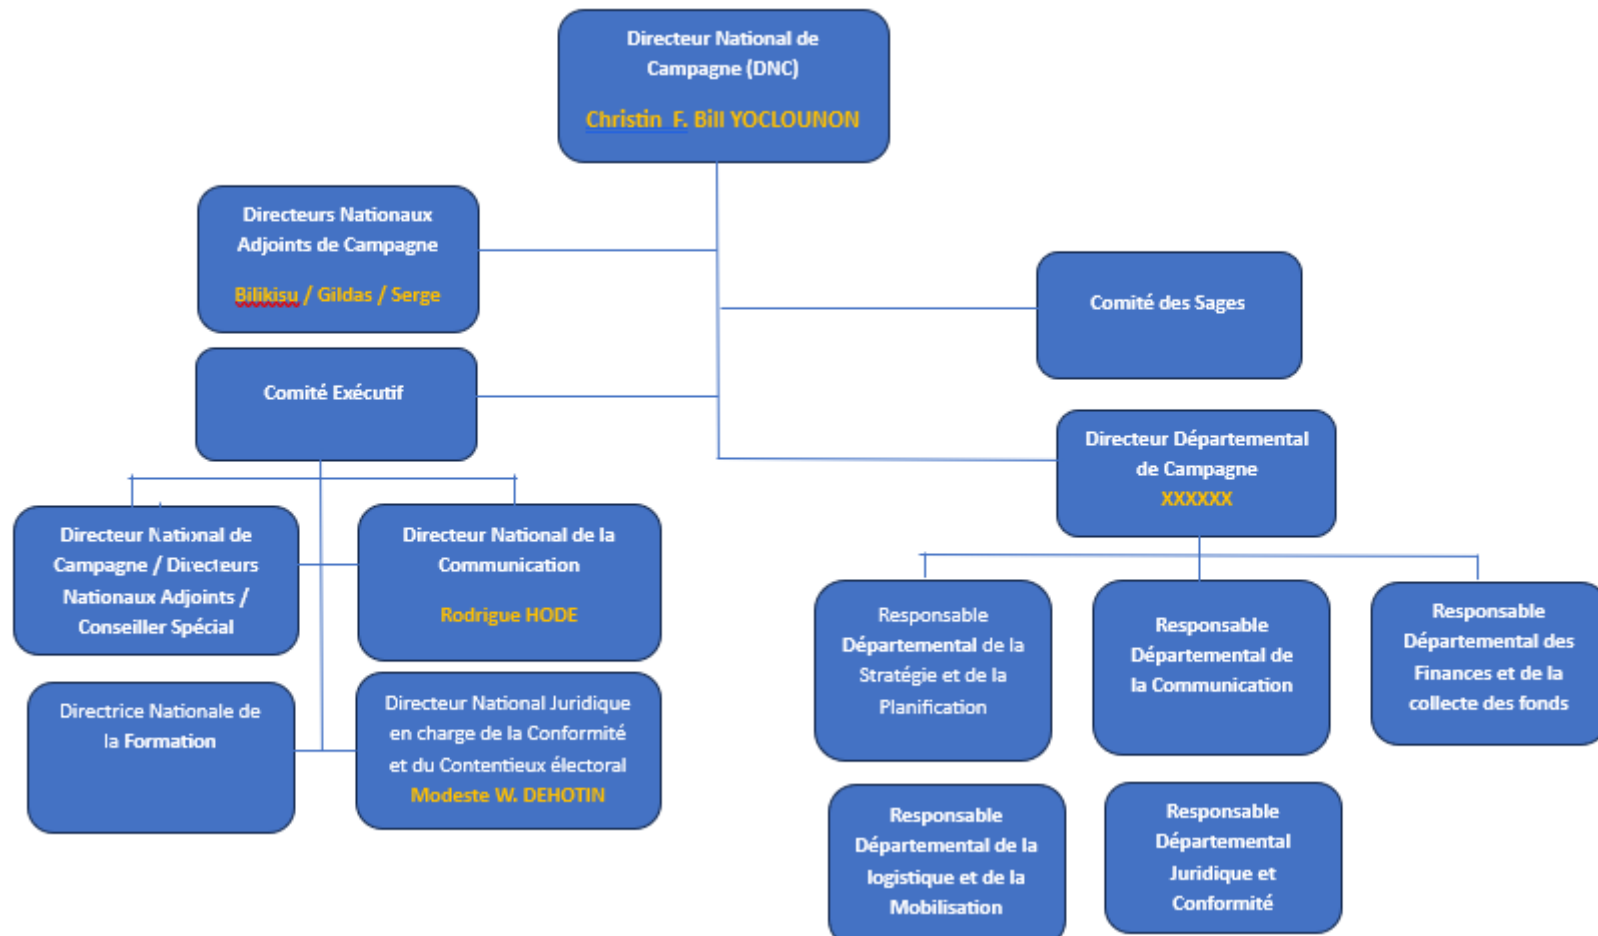 Directeur National de
Campagne (DNC)
Christin F. Bill YOCLOUNON
Directeurs Nationaux
Adjoints de Campagne
Bilikisu / Gildas / Serge
Comité des Sages
Comité Exécutif
Directeur Départemental
de Campagne
XXXXXX
Directeur National de
Campagne / Directeurs
Nationaux Adjoints /
Conseiller Spécial
Directeur National de la
Communication
Rodrigue HODE
Directrice Nationale de
la Formation
Directeur National Juridique
en charge de la Conformité
et du Contentieux électoral
Modeste W. DEHOTIN
Responsable
Départemental de la
Stratégie et de la
Planification
Responsable
Départemental de
la Communication
Responsable
Départemental des
Finances et de la
collecte des fonds
Responsable
Départemental de la
logistique et de la
Mobilisation
Responsable
Départemental
Juridique et
Conformité